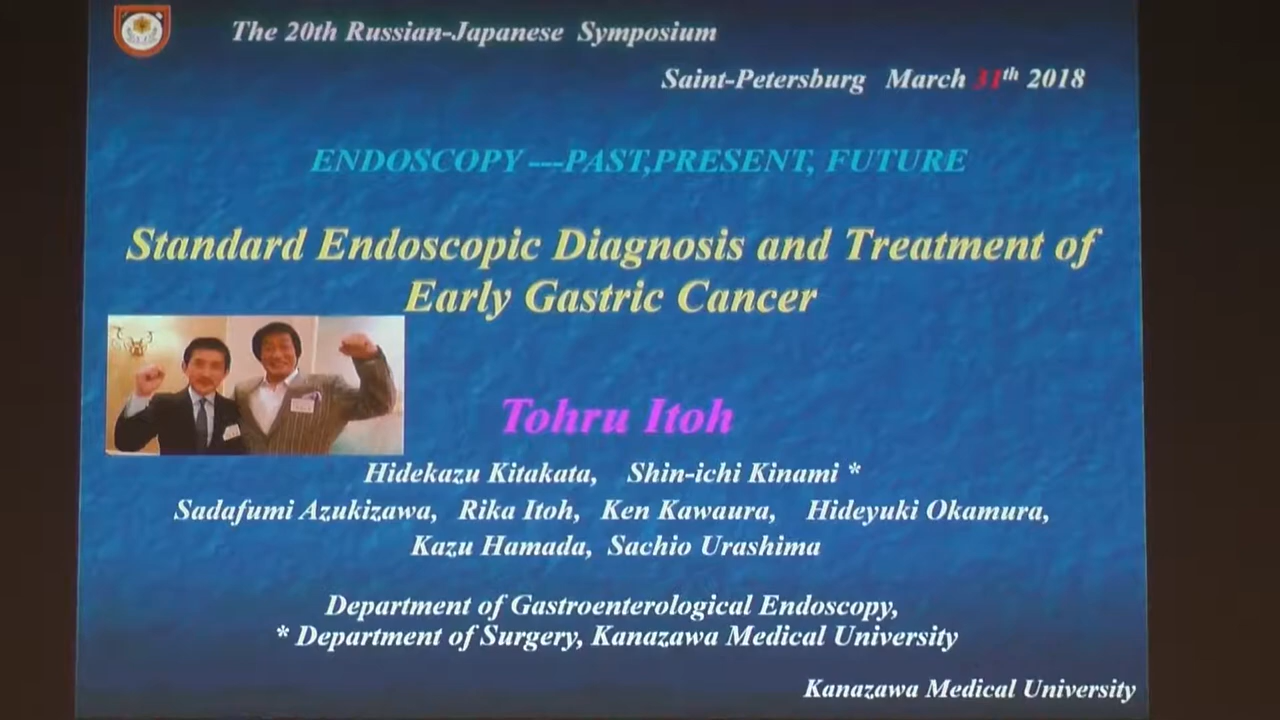 The 20th Russian-Japanese Symposium
Saint-Petersburg March 31th 2018
ENDOSCOPY ---PAST,PRESENT, FUTURE
Standard Endoscopic Diagnosis and Treatment of
Early Gastric Cancer
Tohru Itoh
Hidekazu Kitakata, Shin-ichi Kinami *
Sadafumi Azukizawa, Rika Itoh, Ken Kawaura, Hideyuki Okamura,
Kazu Hamada, Sachio Urashima
Department of Gastroenterological Endoscopy,
* Department of Surgery, Kanazawa Medical University
Kanazawa Medical University